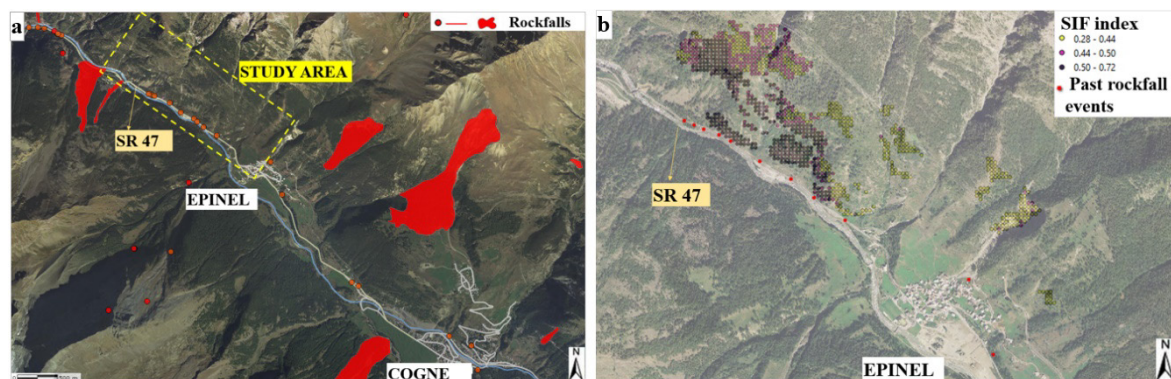 a
Rockfalls
STUDY AREA
SR 47
EPINEL
COGNE
N
b
SIF index
0.28 - 0.44
0.44 - 0.50
0.50 - 0.72
Past rockfall
events
SR 47
EPINEL
N